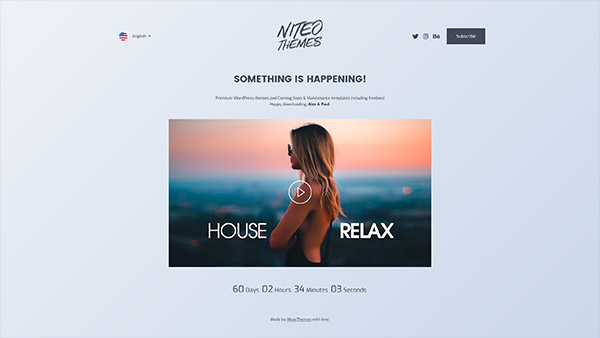 English
NITEO
THEMES
Bē
Subscribe
SOMETHING IS HAPPENING!
Premium WordPress themes and Coming Soon & Maintenance templates including freebies!
Happy downloading, Alex & Paul.
HOUSE RELAX
60 Days 02 Hours 34 Minutes 03 Seconds
Made by NiteoThemes with love.